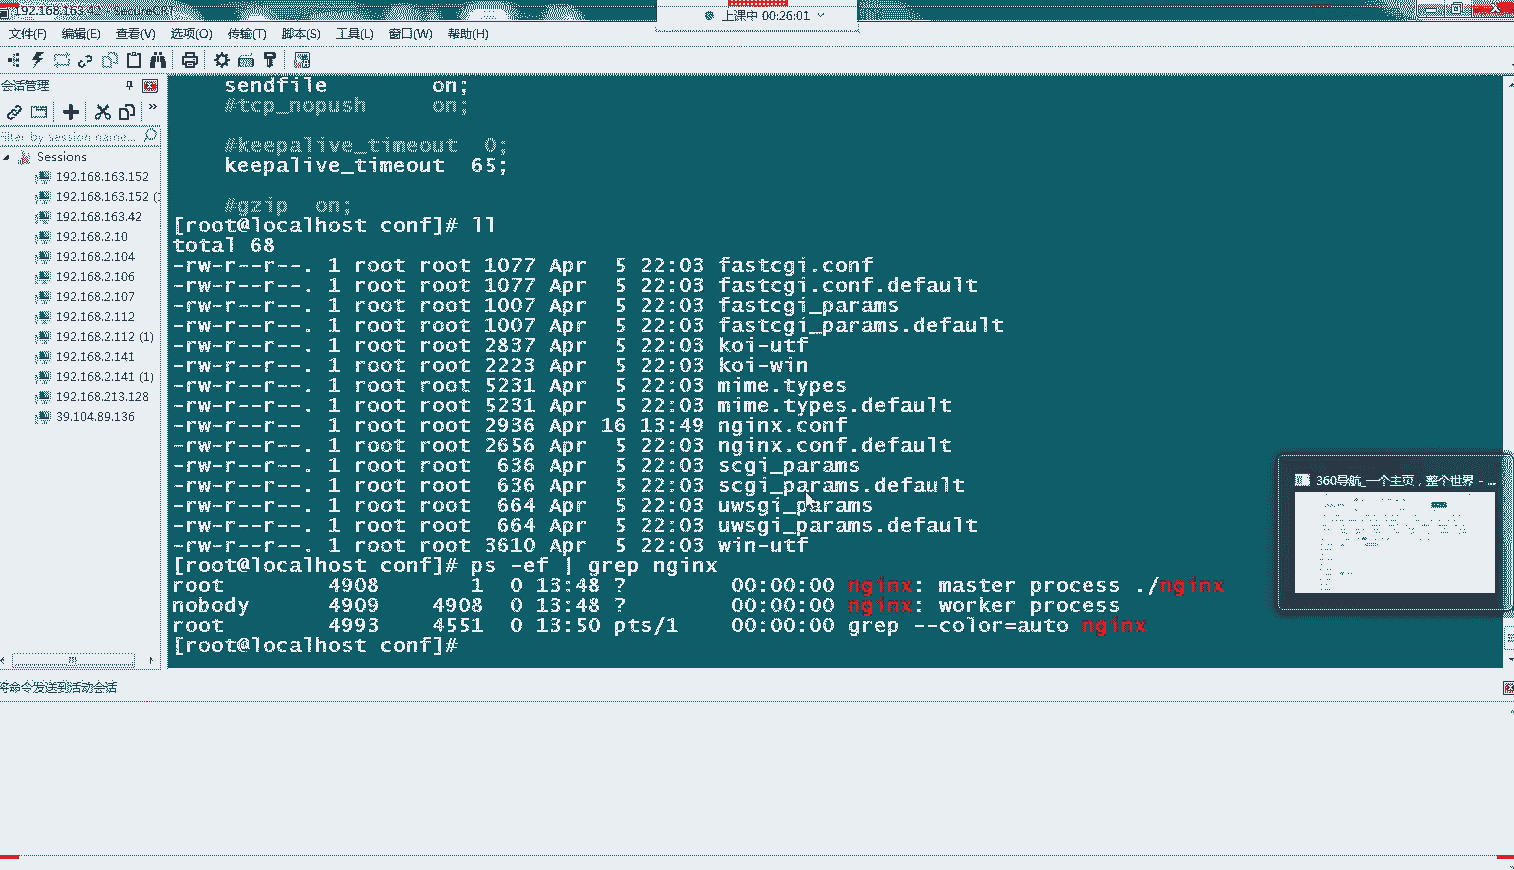 192.168.163.42 - SecureCRT
上课中 00:26:01
文件(F) 编辑(E) 查看(V) 选项(O) 传输(T) 脚本(S) 工具(L) 窗口(W) 帮助(H)
会话管理
Filter by session name...
Sessions
192.168.163.152
192.168.163.152 (
192.168.163.42
192.168.2.10
192.168.2.104
192.168.2.106
192.168.2.107
192.168.2.112
192.168.2.112 (1)
192.168.2.141
192.168.2.141 (1)
192.168.213.128
39.104.89.136
sendfile        on;
#tcp_nopush     on;
#keepalive_timeout  0;
keepalive_timeout  65;
#gzip  on;
[root@localhost conf]# ll
total 68
-rw-r--r--. 1 root root 1077 Apr  5 22:03 fastcgi.conf
-rw-r--r--. 1 root root 1077 Apr  5 22:03 fastcgi.conf.default
-rw-r--r--. 1 root root 1007 Apr  5 22:03 fastcgi_params
-rw-r--r--. 1 root root 1007 Apr  5 22:03 fastcgi_params.default
-rw-r--r--. 1 root root 2837 Apr  5 22:03 koi-utf
-rw-r--r--. 1 root root 2223 Apr  5 22:03 koi-win
-rw-r--r--. 1 root root 5231 Apr  5 22:03 mime.types
-rw-r--r--. 1 root root 5231 Apr  5 22:03 mime.types.default
-rw-r--r--  1 root root 2936 Apr 16 13:49 nginx.conf
-rw-r--r--. 1 root root 2656 Apr  5 22:03 nginx.conf.default
-rw-r--r--. 1 root root  636 Apr  5 22:03 scgi_params
-rw-r--r--. 1 root root  636 Apr  5 22:03 scgi_params.default
-rw-r--r--. 1 root root  664 Apr  5 22:03 uwsgi_params
-rw-r--r--. 1 root root  664 Apr  5 22:03 uwsgi_params.default
-rw-r--r--. 1 root root 3610 Apr  5 22:03 win-utf
[root@localhost conf]# ps -ef | grep nginx
root       4908      1  0 13:48 ?        00:00:00 nginx: master process ./nginx
nobody     4909   4908  0 13:48 ?        00:00:00 nginx: worker process
root       4993   4551  0 13:50 pts/1    00:00:00 grep --color=auto nginx
[root@localhost conf]#
360导航_一个主页，整个世界 - ...
将命令发送到活动会话